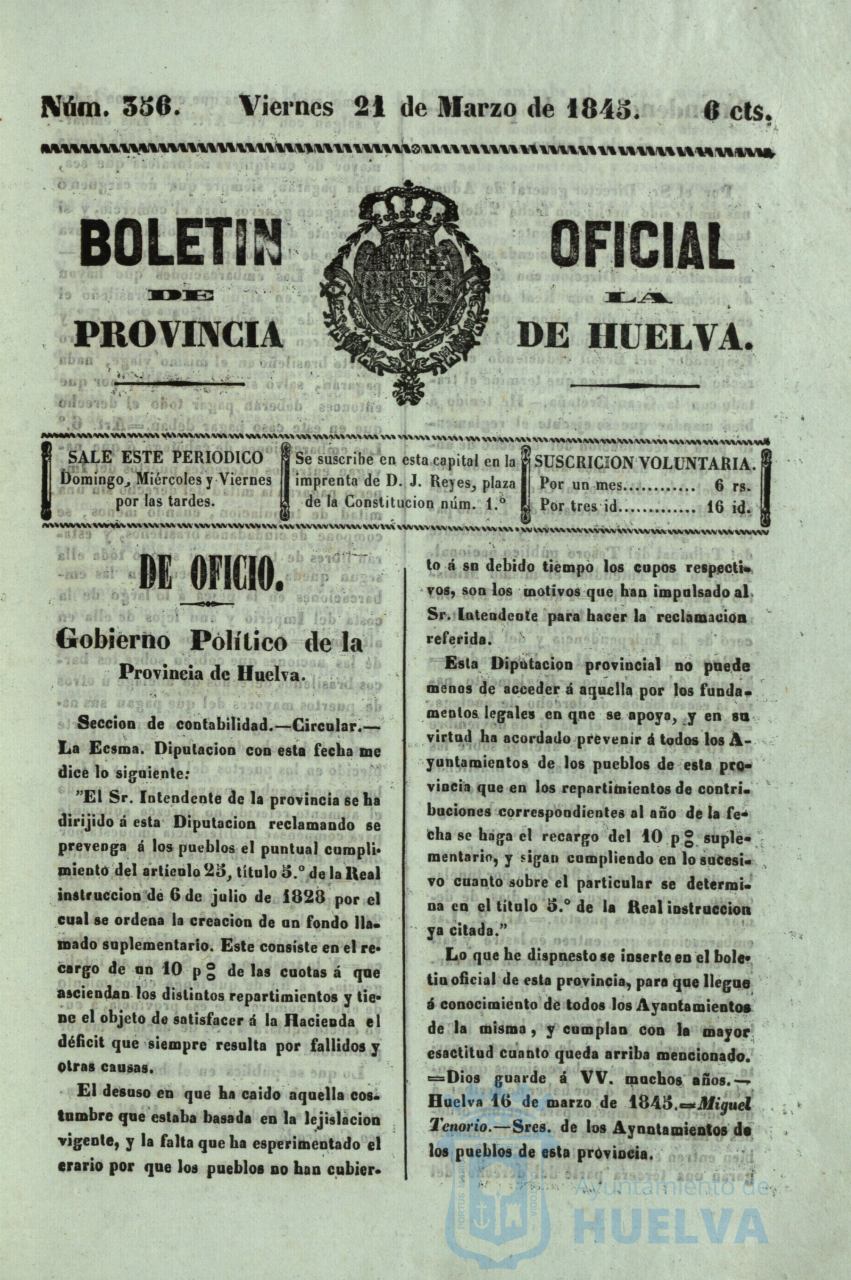 Núm. 356. Viernes 21 de Marzo de 1845. 6 cts.
BOLETIN OFICIAL
DE LA
PROVINCIA DE HUELVA.
SALE ESTE PERIODICO
Domingo, Miércoles y Viernes
por las tardes.
Se suscribe en esta capital en la
imprenta de D. J. Reyes, plaza
de la Constitucion núm. 1.º
SUSCRICION VOLUNTARIA.
Por un mes............ 6 rs.
Por tres id............. 16 id.
DE OFICIO.
Gobierno Político de la
Provincia de Huelva.
Seccion de contabilidad.—Circular.—
La Ecsma. Diputacion con esta fecha me
dice lo siguiente:
"El Sr. Intendente de la provincia se ha
dirijido á esta Diputacion reclamando se
prevenga á los pueblos el puntual cumpli-
miento del artículo 25, título 5.º de la Real
instruccion de 6 de julio de 1828 por el
cual se ordena la creacion de un fondo lla-
mado suplementario. Este consiste en el re-
cargo de un 10 p% de las cuotas á que
asciendan los distintos repartimientos y tie-
ne el objeto de satisfacer á la Hacienda el
déficit que siempre resulta por fallidos y
otras causas.
El desuso en que ha caido aquella cos-
tumbre que estaba basada en la lejislacion
vigente, y la falta que ha esperimentado el
erario por que los pueblos no han cubier-
to á su debido tiempo los cupos respecti-
vos, son los motivos que han impulsado al
Sr. Intendente para hacer la reclamacion
referida.
Esta Diputacion provincial no puede
menos de acceder á aquella por los funda-
mentos legales en que se apoya, y en su
virtud ha acordado prevenir á todos los A-
yuntamientos de los pueblos de esta pro-
vincia que en los repartimientos de contri-
buciones correspondientes al año de la fe-
cha se haga el recargo del 10 p% suple-
mentario, y sigan cumpliendo en lo sucesi-
vo cuanto sobre el particular se determi-
na en el título 5.º de la Real instruccion
ya citada."
Lo que he dispuesto se inserte en el bole-
tin oficial de esta provincia, para que llegue
á conocimiento de todos los Ayuntamientos
de la misma, y cumplan con la mayor
esactitud cuanto queda arriba mencionado.
=Dios guarde á VV. muchos años.—
Huelva 16 de marzo de 1845.=Miguel
Tenorio.—Sres. de los Ayuntamientos de
los pueblos de esta provincia.
Ayuntamiento de
HUELVA